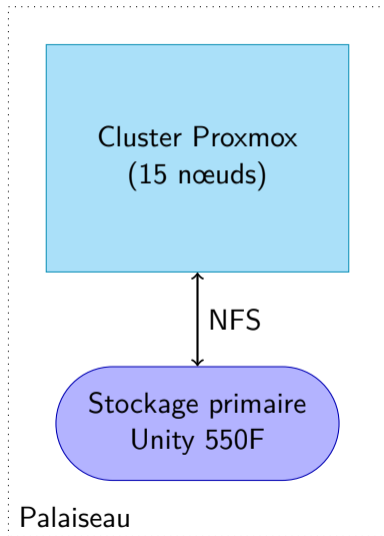 Cluster Proxmox
(15 nœuds)
NFS
Stockage primaire
Unity 550F
Palaiseau